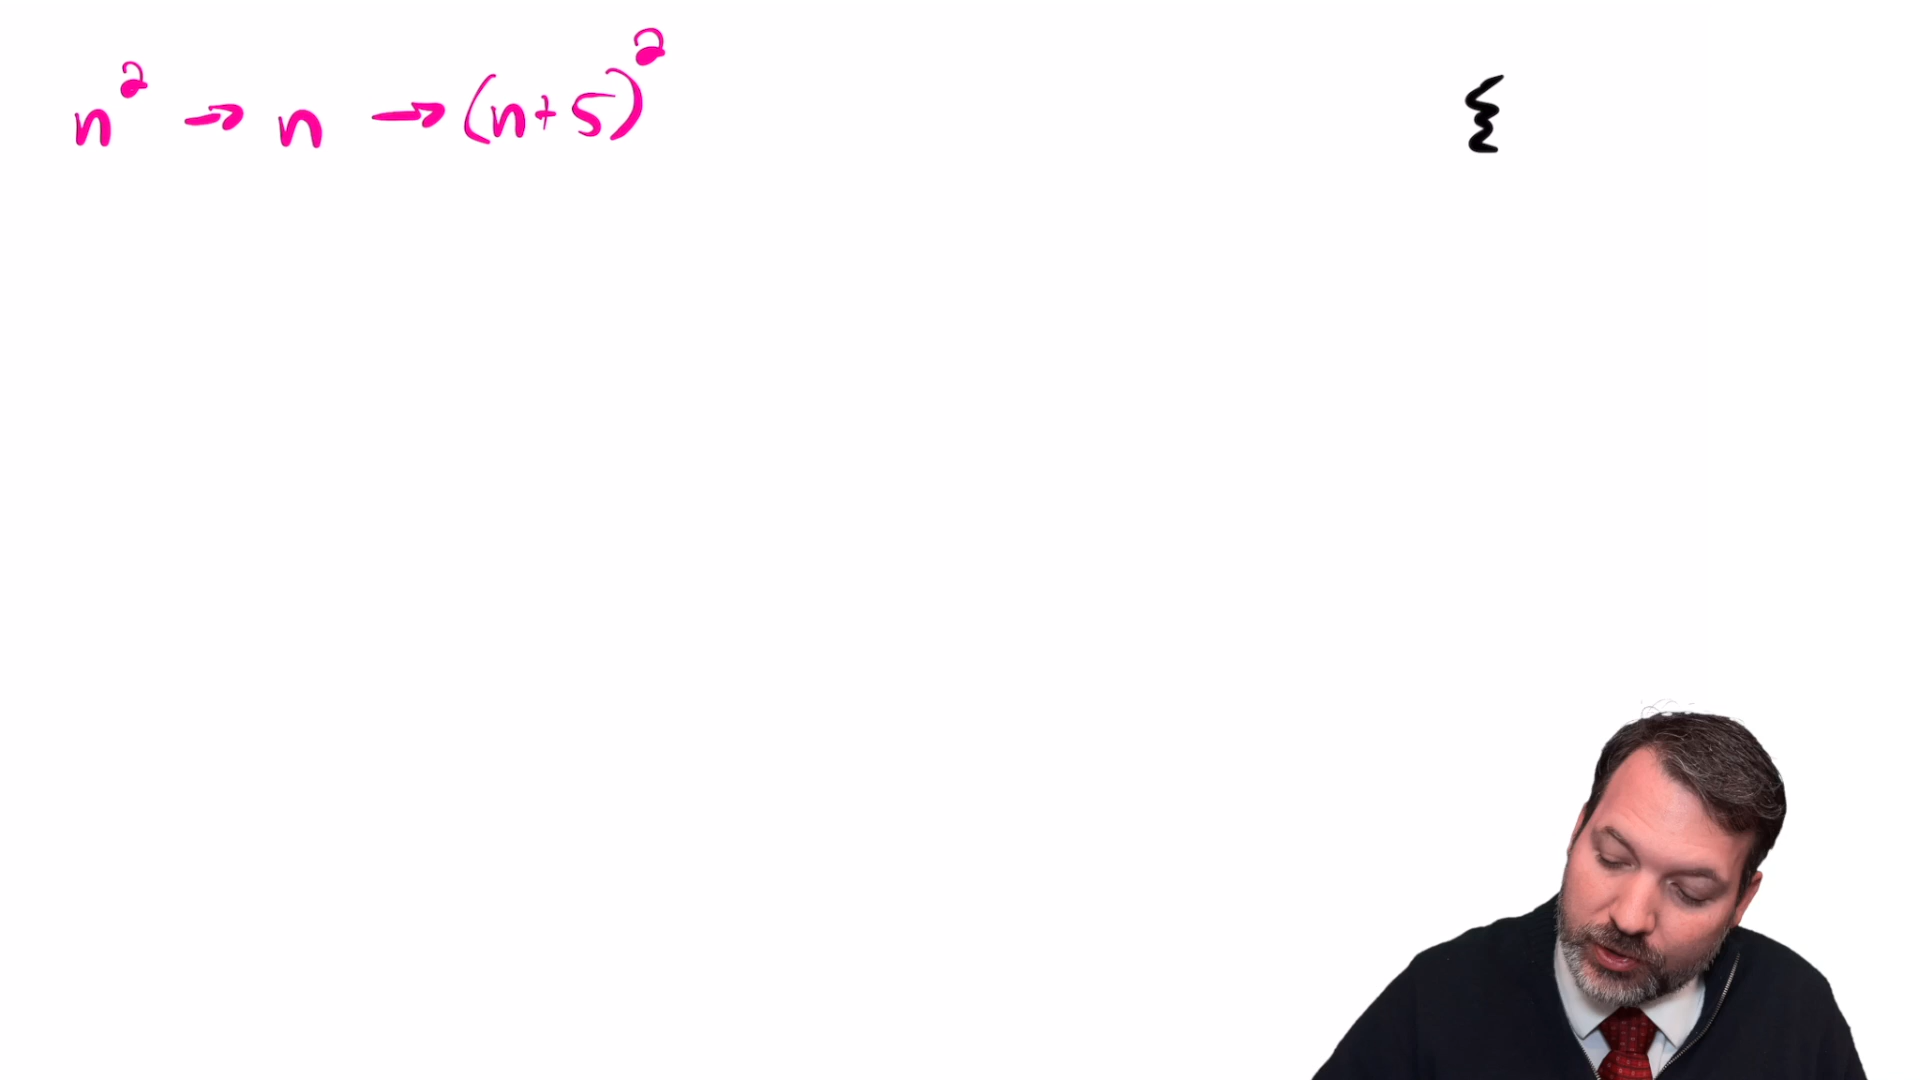 n² → n → (n+5)²
{